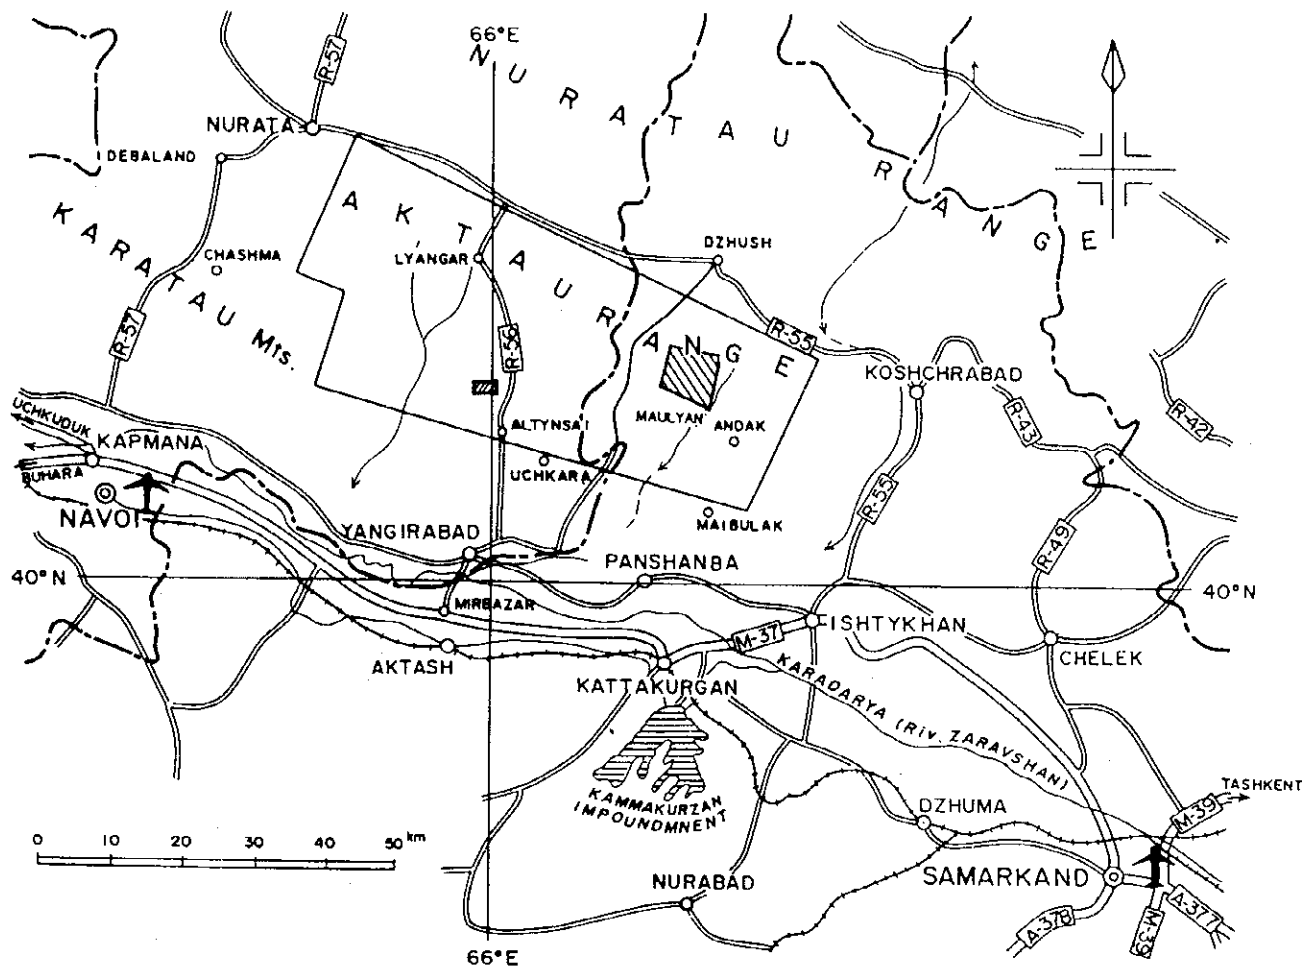 66°E
NURATAU RANGE
R-57
NURATA
DEBALAND
KARATAU Mts.
AKTAU RANGE
CHASHMA
LYANGAR
DZHUSH
R-57
R-56
R-55
KOSHCHRABAD
R-43
R-42
UCHKUDUK
KAPMANA
BUHARA
NAVOI
ALTYNSAI
UCHKARA
MAULYAN
ANDAK
MAIBULAK
R-55
R-49
YANGIRABAD
PANSHANBA
40°N
40°N
MIRBAZAR
AKTASH
M-37
ISHTYKHAN
CHELEK
KATTAKURGAN
KARADARYA (Riv. ZARAVSHAN)
KAMMAKURZAN
IMPOUNDMNENT
DZHUMA
TASHKENT
M-39
0 10 20 30 40 50 km
NURABAD
SAMARKAND
A-378
M-39
A-377
66°E